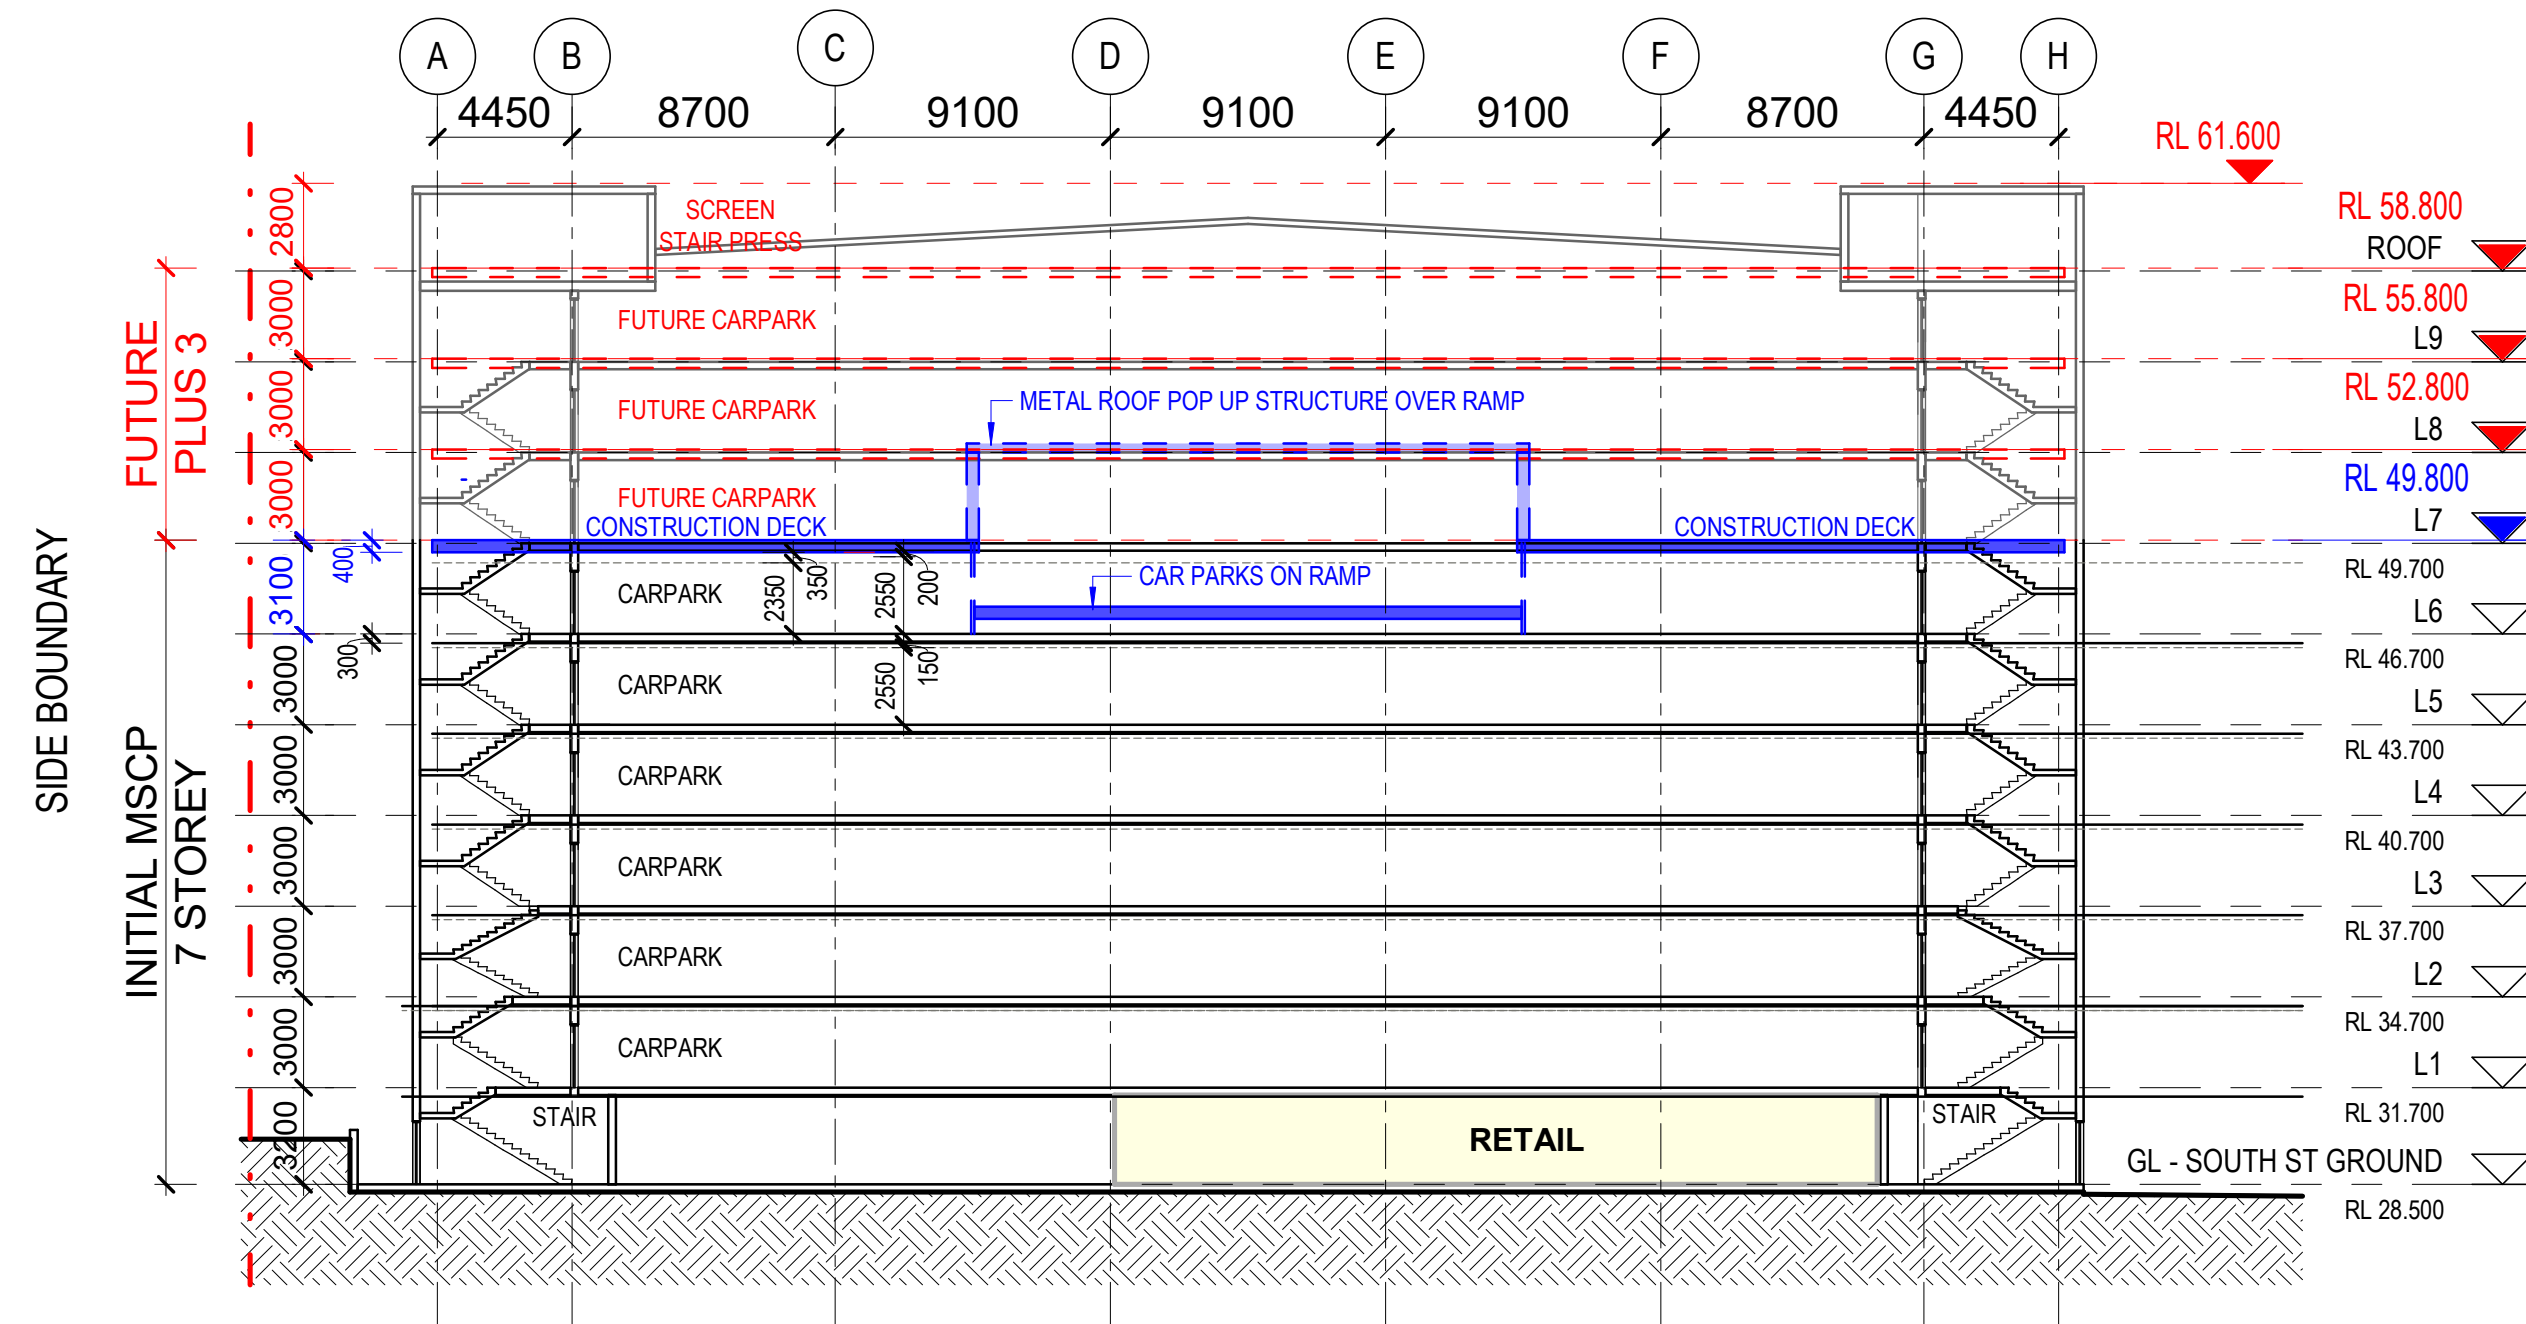 A B C D E F G H
4450 8700 9100 9100 9100 8700 4450
RL 61.600
RL 58.800
ROOF
RL 55.800
L9
RL 52.800
L8
RL 49.800
L7
RL 49.700
L6
RL 46.700
L5
RL 43.700
L4
RL 40.700
L3
RL 37.700
L2
RL 34.700
L1
RL 31.700
GL - SOUTH ST GROUND
RL 28.500
SIDE BOUNDARY
FUTURE
PLUS 3
INITIAL MSCP
7 STOREY
2800
3000
3000
3000
3100
3000
3000
3000
3000
3000
3200
400
300
SCREEN
STAIR PRESS
FUTURE CARPARK
FUTURE CARPARK
METAL ROOF POP UP STRUCTURE OVER RAMP
FUTURE CARPARK
CONSTRUCTION DECK
CONSTRUCTION DECK
CARPARK
2350
350
2550
200
CAR PARKS ON RAMP
CARPARK
2550
150
CARPARK
CARPARK
CARPARK
CARPARK
STAIR
RETAIL
STAIR